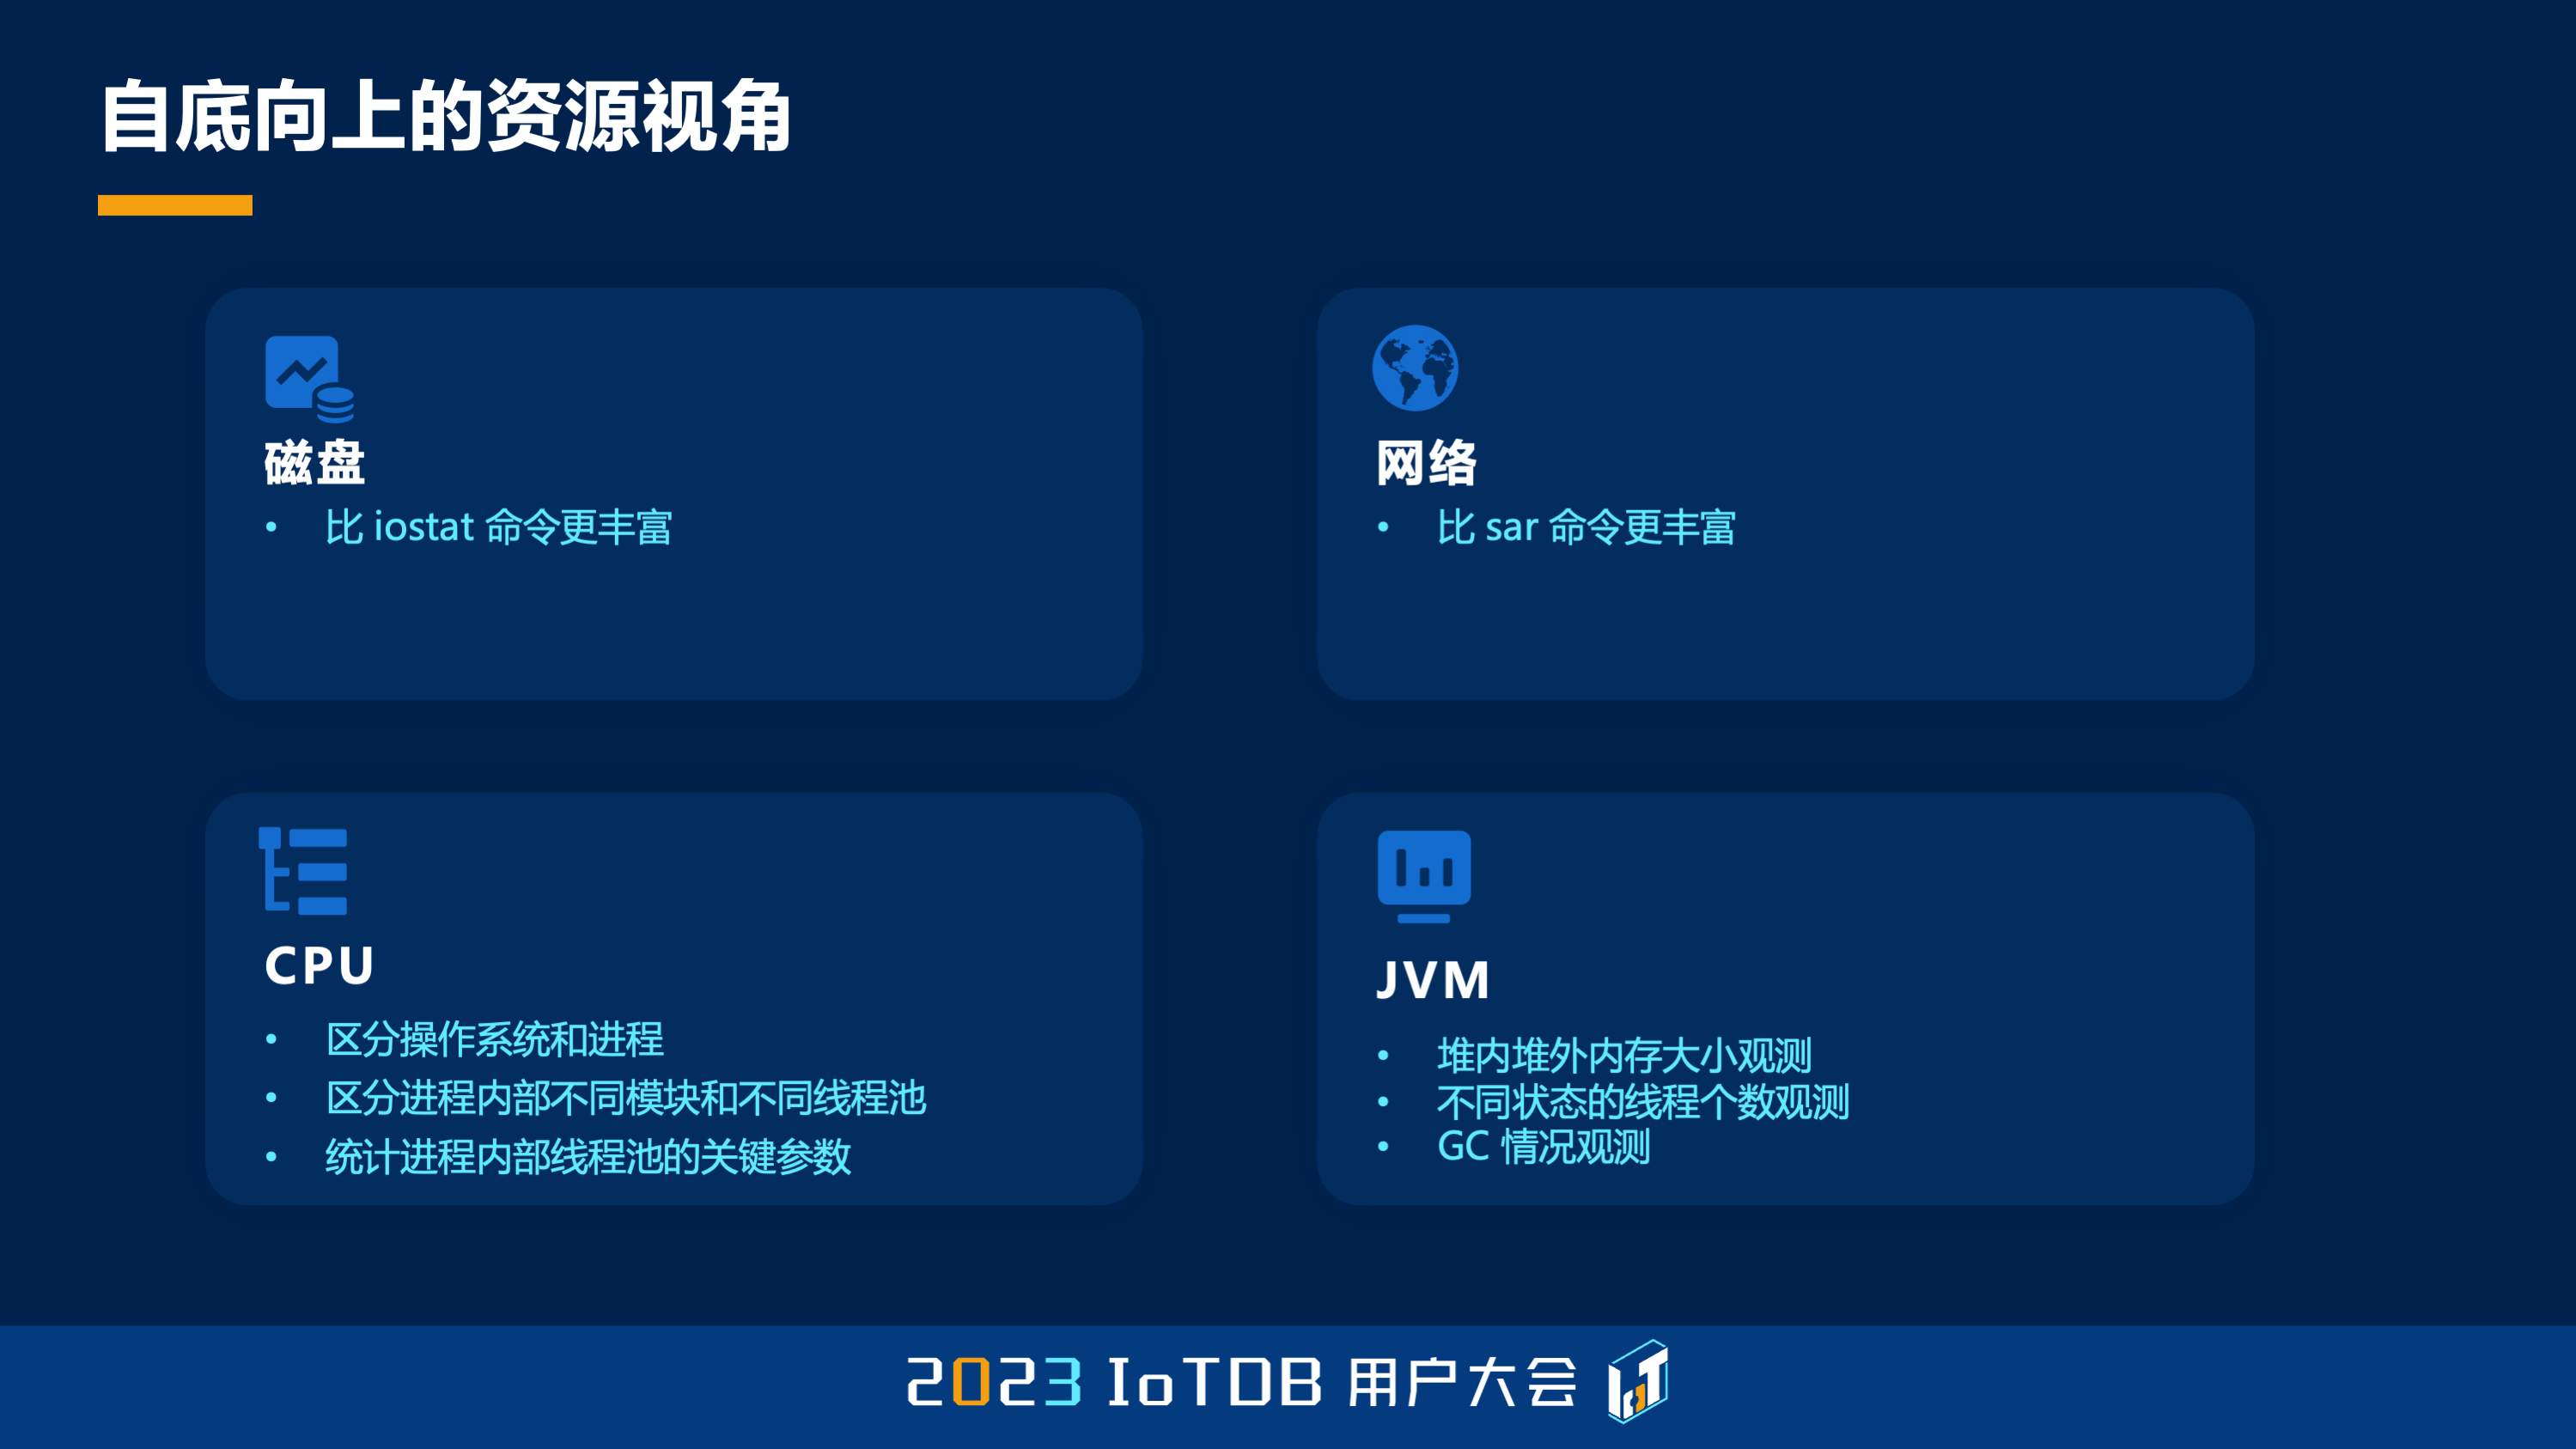 自底向上的资源视角
磁盘
• 比 iostat 命令更丰富
网络
• 比 sar 命令更丰富
CPU
• 区分操作系统和进程
• 区分进程内部不同模块和不同线程池
• 统计进程内部线程池的关键参数
JVM
• 堆内堆外内存大小观测
• 不同状态的线程个数观测
• GC 情况观测
2023 IoTDB 用户大会